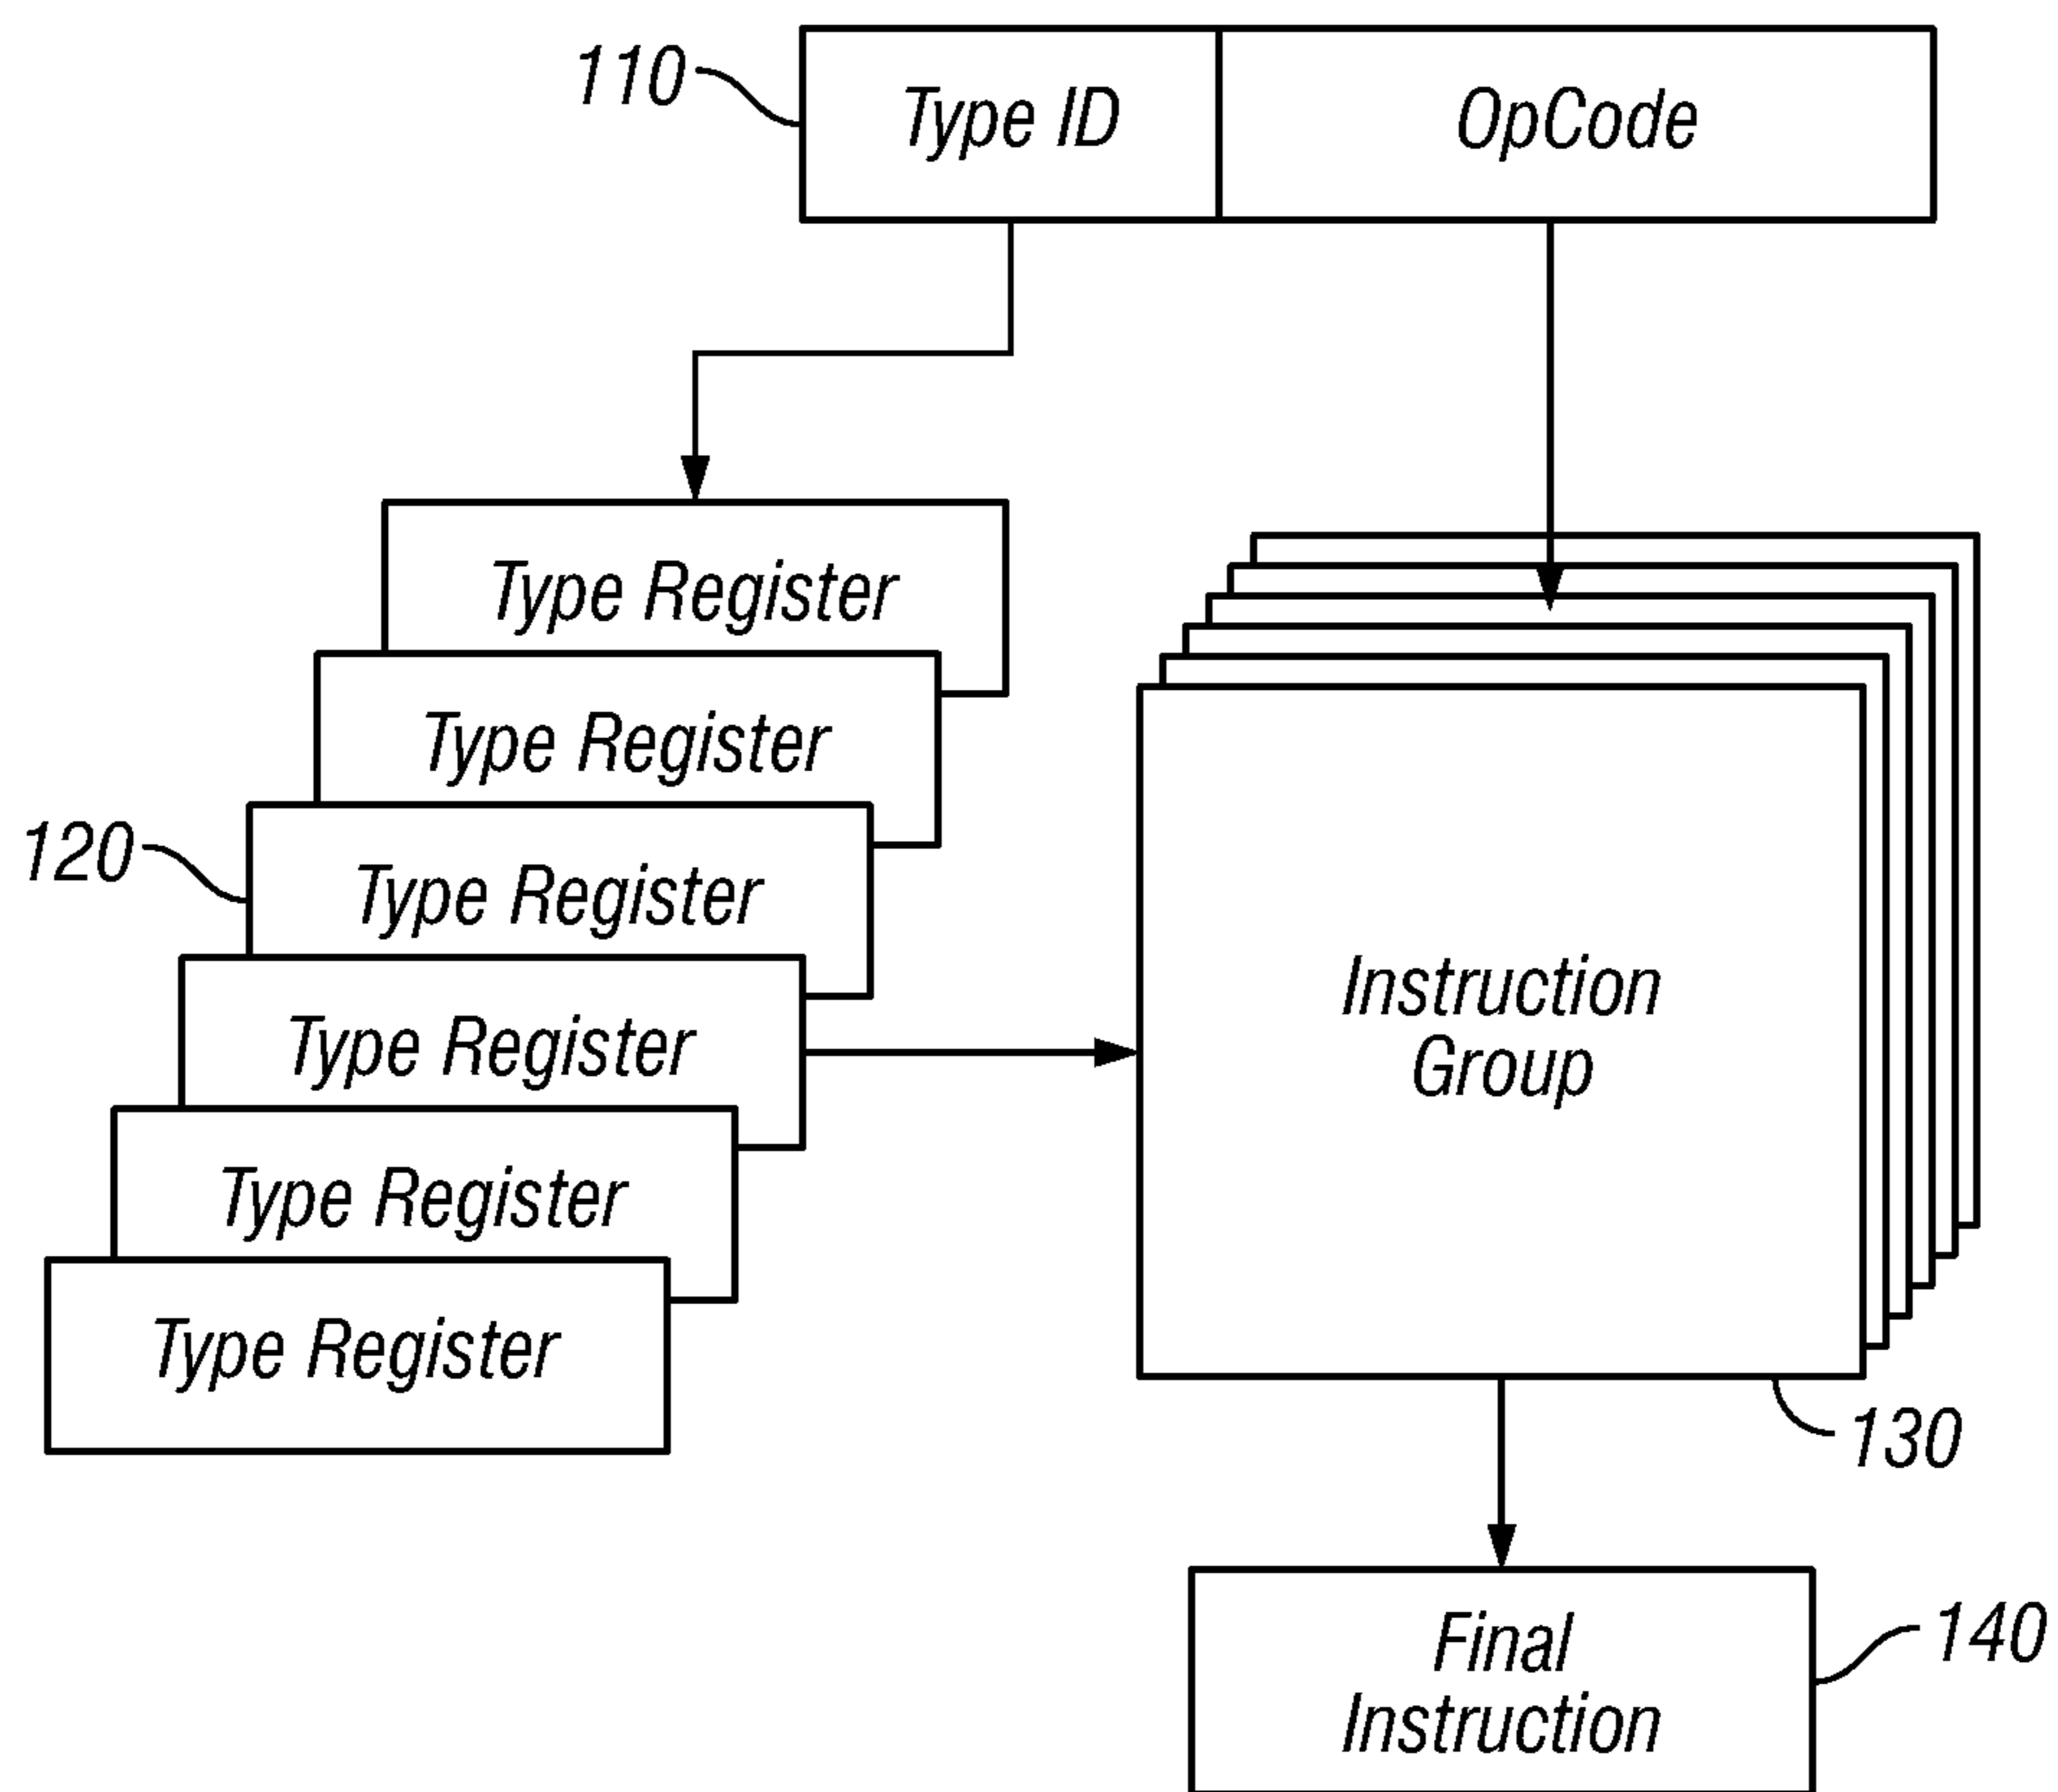 110
Type ID
OpCode
Type Register
Type Register
120
Type Register
Type Register
Type Register
Type Register
Instruction
Group
130
Final
Instruction
140